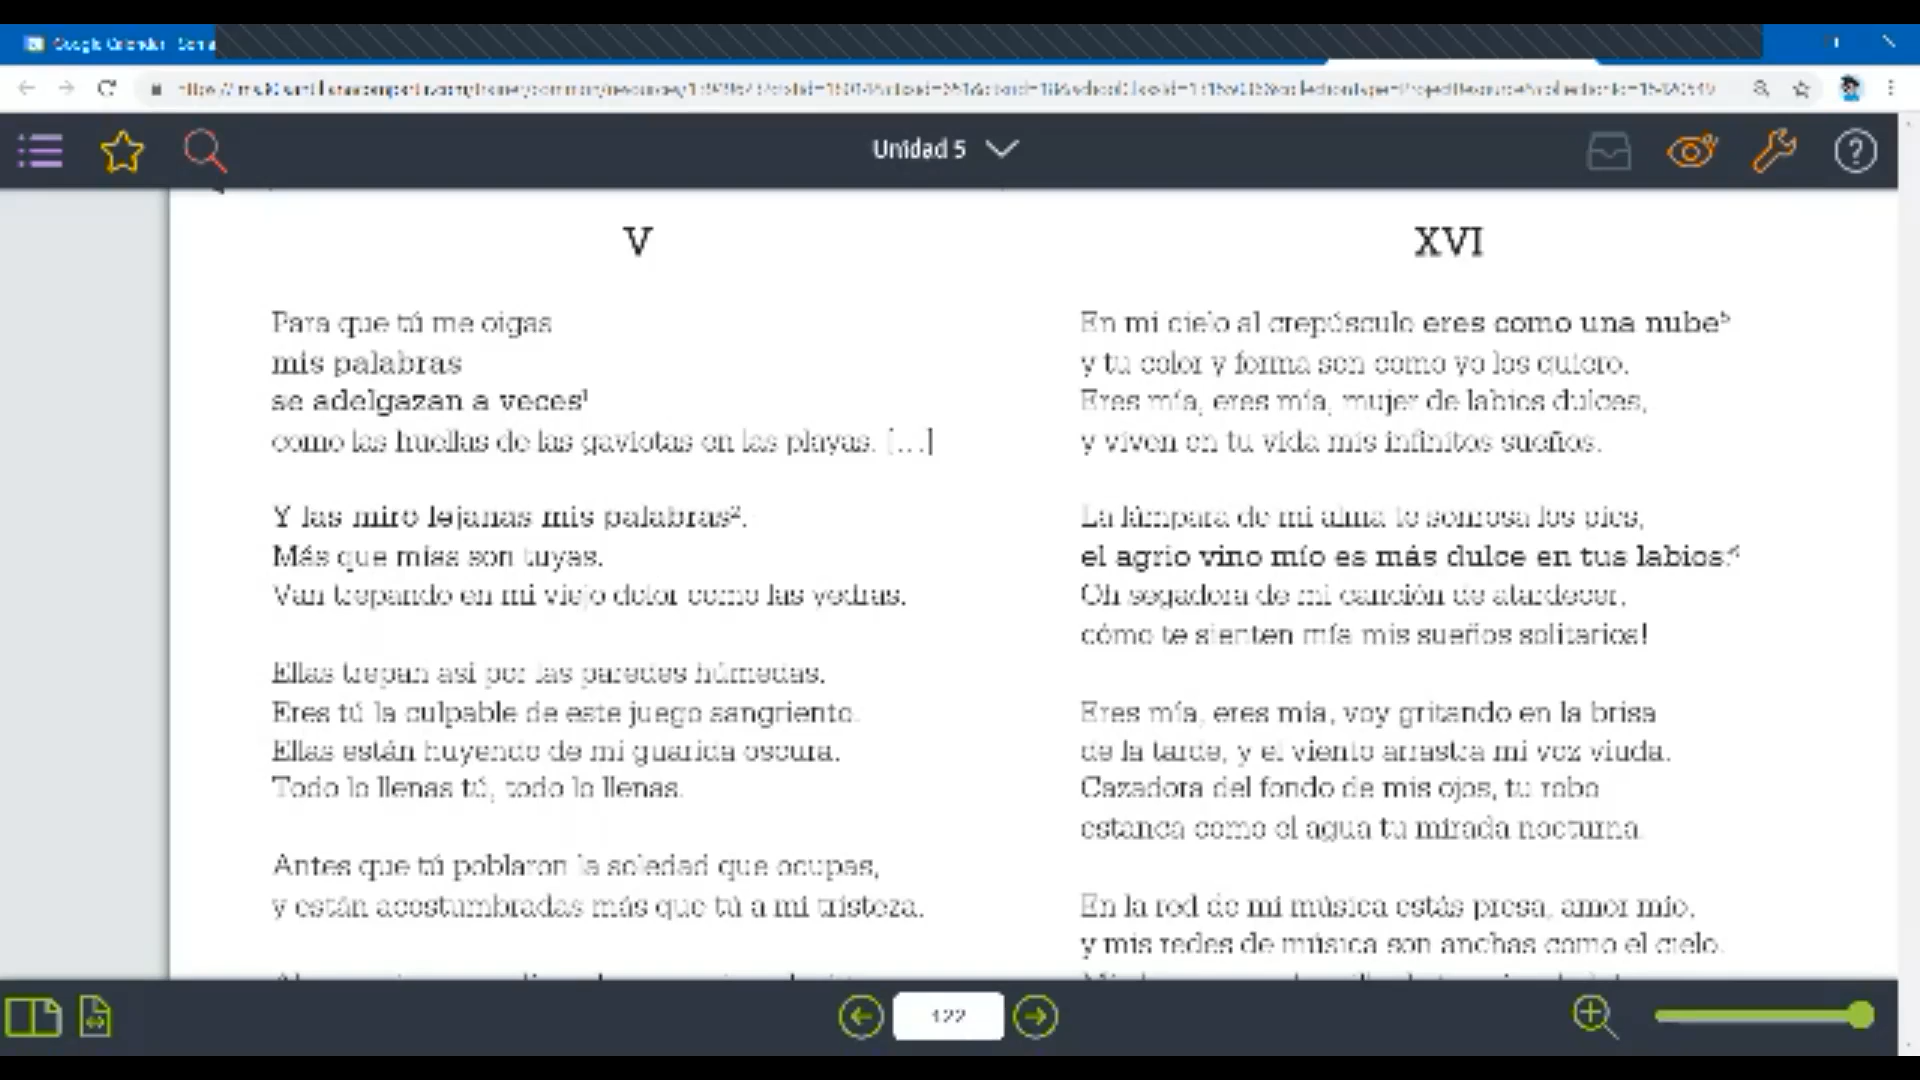 Google Calendar - Sema
Unidad 5
V
Para que tú me oigas
mis palabras
se adelgazan a veces¹
como las huellas de las gaviotas en las playas. [...]
Y las miro lejanas mis palabras².
Más que mías son tuyas.
Van trepando en mi viejo dolor como las yedras.
Ellas trepan así por las paredes húmedas.
Eres tú la culpable de este juego sangriento.
Ellas están huyendo de mi guarida oscura.
Todo lo llenas tú, todo lo llenas.
Antes que tú poblaron la soledad que ocupas,
y están acostumbradas más que tú a mi tristeza.
XVI
En mi cielo al crepúsculo eres como una nube⁵
y tu color y forma son como yo los quiero.
Eres mía, eres mía, mujer de labios dulces,
y viven en tu vida mis infinitos sueños.
La lámpara de mi alma te sonrosa los pies,
el agrio vino mío es más dulce en tus labios:
Oh segadora de mi canción de atardecer,
cómo te sienten mía mis sueños solitarios!
Eres mía, eres mía, voy gritando en la brisa
de la tarde, y el viento arrastra mi voz viuda.
Cazadora del fondo de mis ojos, tu robo
estanca como el agua tu mirada nocturna.
En la red de mi música estás presa, amor mío,
y mis redes de música son anchas como el cielo.
122